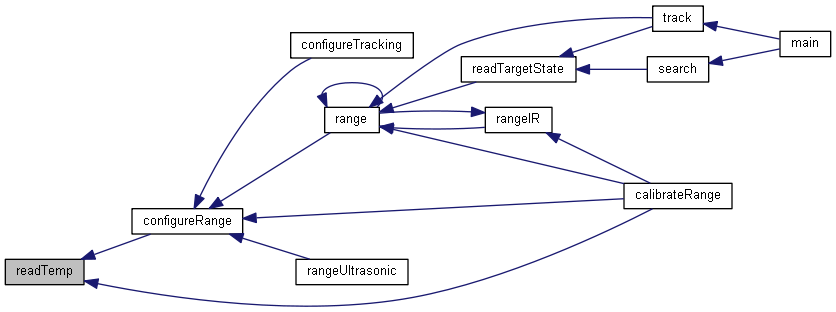 track
main
configureTracking
readTargetState
search
range
rangeIR
calibrateRange
configureRange
readTemp
rangeUltrasonic